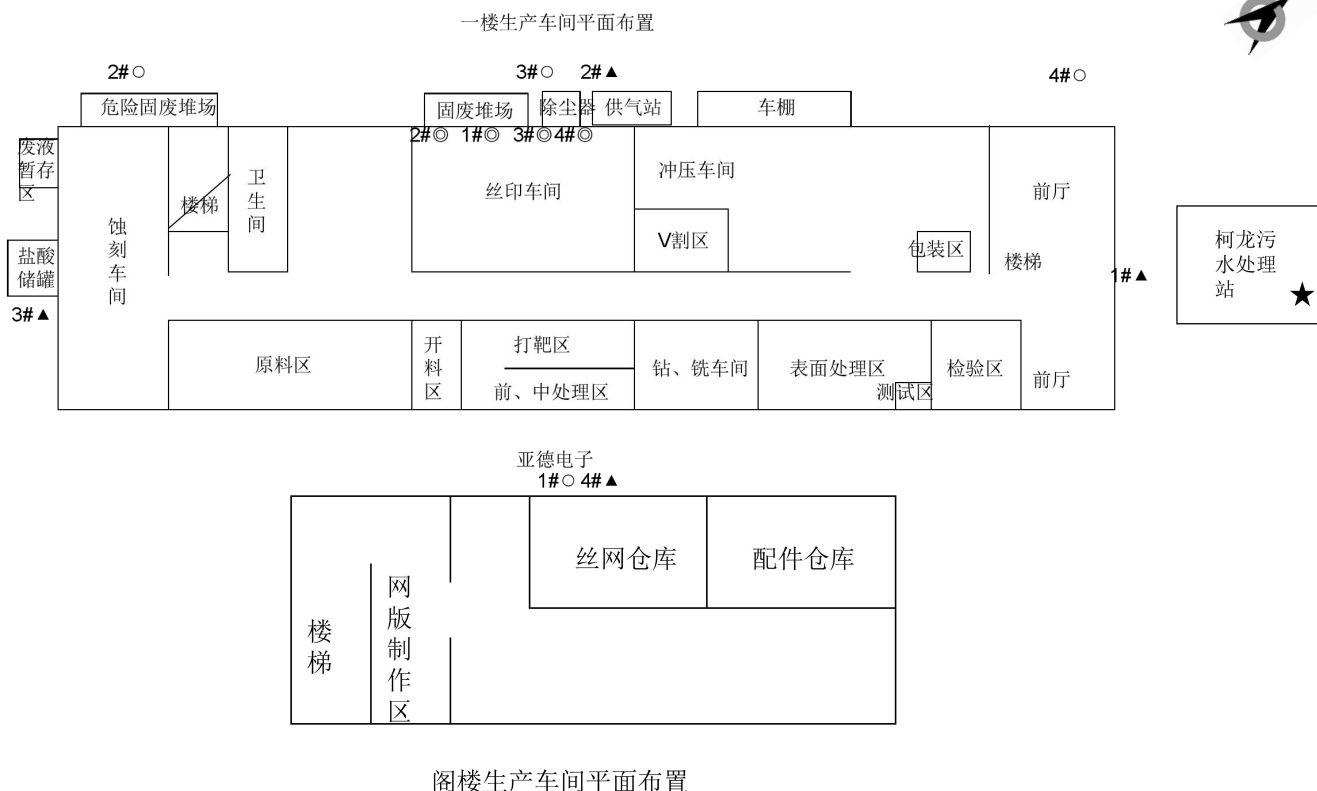 一楼生产车间平面布置
2#○
3#○
2#▲
4#○
危险固废堆场
固废堆场
除尘器
供气站
车棚
2#◎
1#◎
3#◎
4#◎
废液
暂存
区
楼梯
卫
生
间
丝印车间
冲压车间
前厅
蚀
刻
车
间
V割区
包装区
楼梯
柯龙污
水处理
站
★
盐酸
储罐
1#▲
3#▲
原料区
开
料
区
打靶区
前、中处理区
钻、铣车间
表面处理区
测试区
检验区
前厅
亚德电子
1#○
4#▲
丝网仓库
配件仓库
楼
梯
网
版
制
作
区
阁楼生产车间平面布置